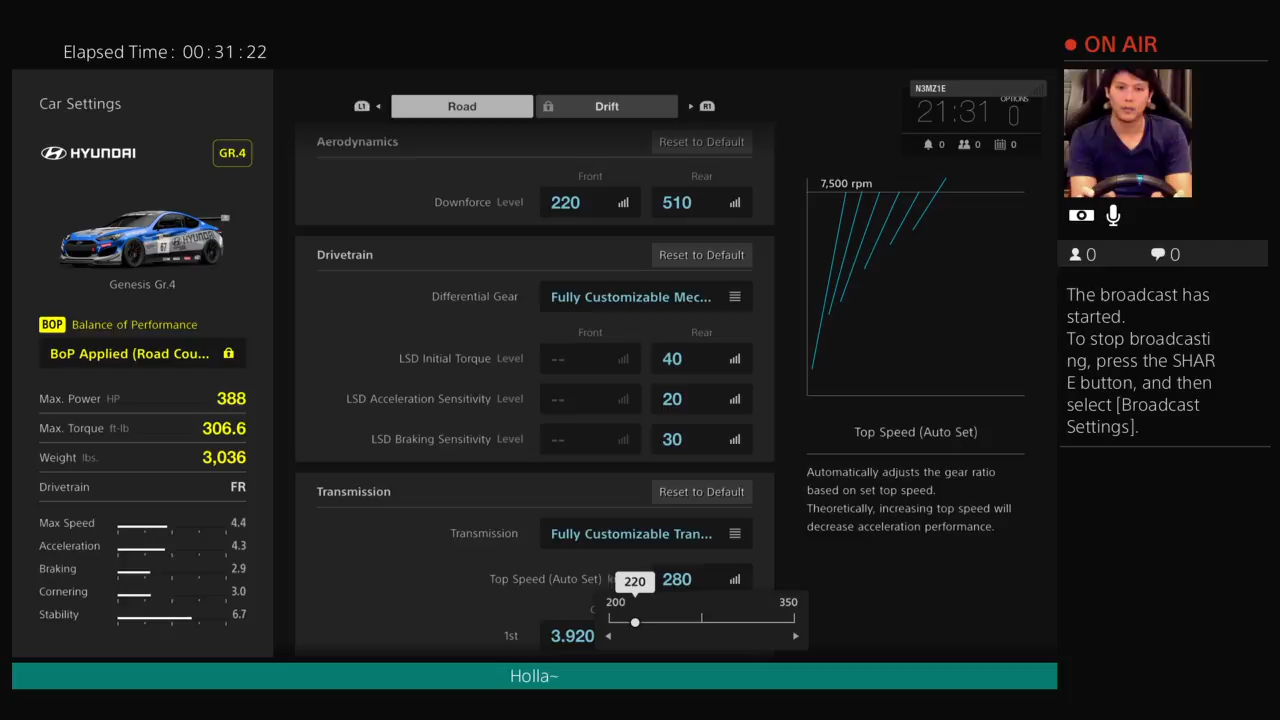 Elapsed Time : 00:31:22
ON AIR
Car Settings
L1 Road Drift R1
N3MZ1E
21:31 OPTIONS 0
0 0 0
HYUNDAI GR.4
67 HYUNDAI
Genesis Gr.4
BOP Balance of Performance
BoP Applied (Road Cou...
Max. Power HP 388
Max. Torque ft-lb 306.6
Weight lbs. 3,036
Drivetrain FR
Max Speed 4.4
Acceleration 4.3
Braking 2.9
Cornering 3.0
Stability 6.7
Aerodynamics Reset to Default
Front Rear
Downforce Level 220 510
Drivetrain Reset to Default
Differential Gear Fully Customizable Mec...
Front Rear
LSD Initial Torque Level -- 40
LSD Acceleration Sensitivity Level -- 20
LSD Braking Sensitivity Level -- 30
Transmission Reset to Default
Transmission Fully Customizable Tran...
Top Speed (Auto Set) 280
220
200 350
1st 3.920
7,500 rpm
Top Speed (Auto Set)
Automatically adjusts the gear ratio
based on set top speed.
Theoretically, increasing top speed will
decrease acceleration performance.
0 0
The broadcast has
started.
To stop broadcasti
ng, press the SHAR
E button, and then
select [Broadcast
Settings].
Holla~